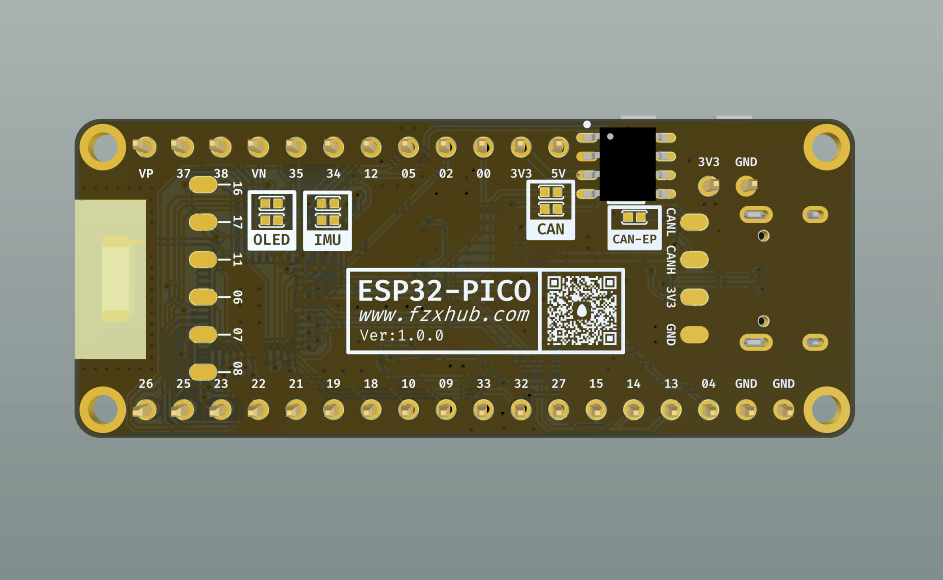 VP 37 38 VN 35 34 12 05 02 00 3V3 5V
3V3 GND
16
17
11
06
07
08
OLED
IMU
CAN
CAN-EP
CANL
CANH
3V3
GND
ESP32-PICO
www.fzxhub.com
Ver:1.0.0
26 25 23 22 21 19 18 10 09 33 32 27 15 14 13 04 GND GND